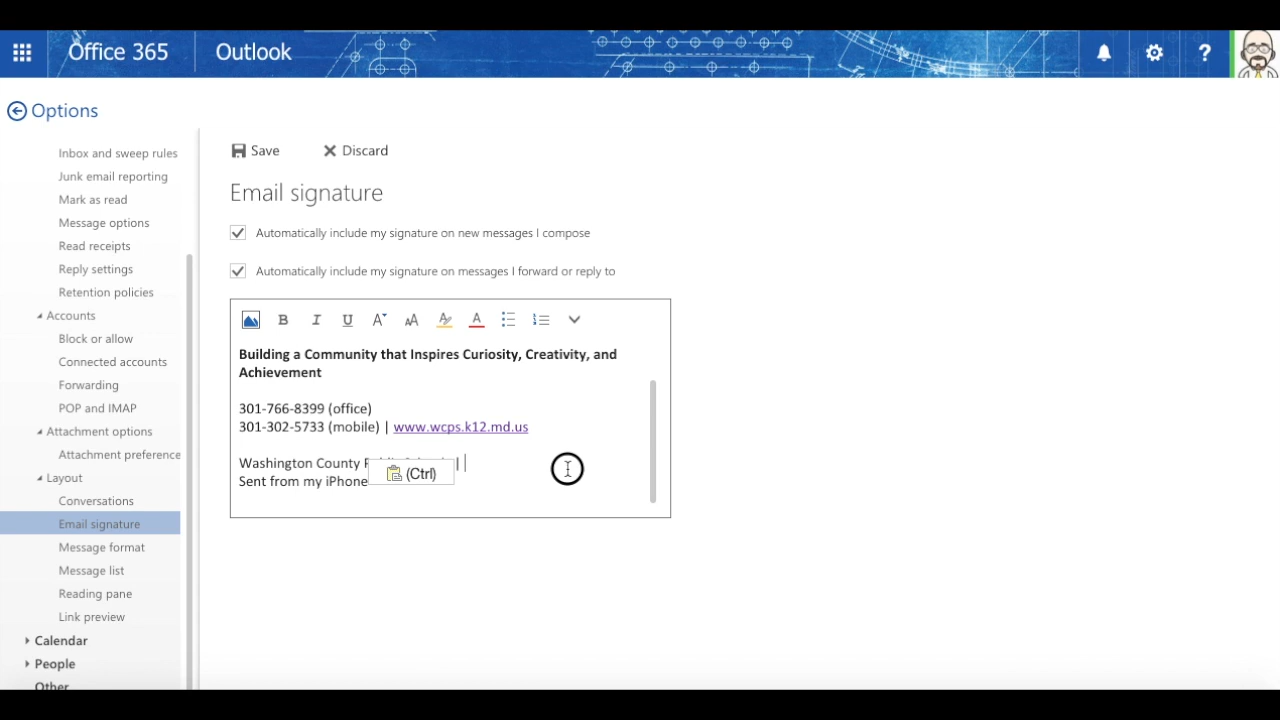 Office 365
Outlook
?
Options
Inbox and sweep rules
Junk email reporting
Mark as read
Message options
Read receipts
Reply settings
Retention policies
Accounts
Block or allow
Connected accounts
Forwarding
POP and IMAP
Attachment options
Attachment preference
Layout
Conversations
Email signature
Message format
Message list
Reading pane
Link preview
Calendar
People
Other
Save
Discard
Email signature
Automatically include my signature on new messages I compose
Automatically include my signature on messages I forward or reply to
B I U A AA A A
Building a Community that Inspires Curiosity, Creativity, and
Achievement
301-766-8399 (office)
301-302-5733 (mobile) | www.wcps.k12.md.us
Washington County |
(Ctrl)
Sent from my iPhone